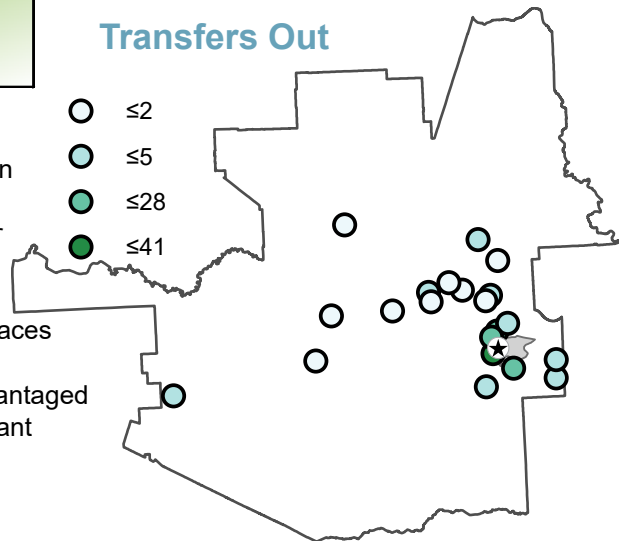 Transfers Out
≤2
≤5
≤28
≤41
n
aces
antaged
ant